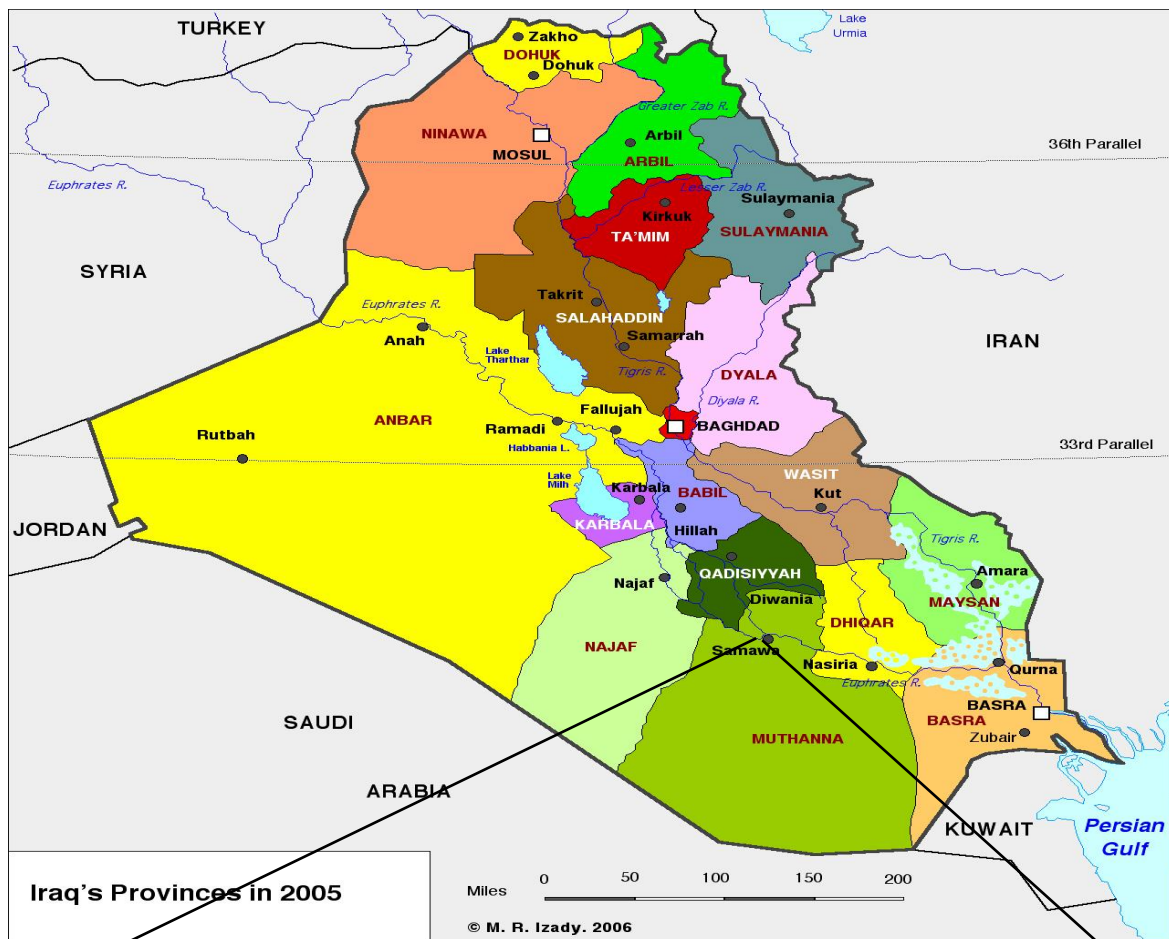 TURKEY
Lake
Urmia
Zakho
DOHUK
Dohuk
Greater Zab R.
NINAWA
Arbil
MOSUL
ARBIL
36th Parallel
Euphrates R.
Lesser Zab R.
Sulaymania
Kirkuk
TA'MIM
SULAYMANIA
SYRIA
Takrit
Euphrates R.
SALAHADDIN
Anah
Samarrah
IRAN
Lake
Tharthar
Tigris R.
DYALA
Diyala R.
Fallujah
ANBAR
Ramadi
BAGHDAD
Rutbah
Habbania L.
33rd Parallel
Lake
Milh
WASIT
Karbala
BABIL
Kut
KARBALA
Hillah
JORDAN
Tigris R.
QADISIYYAH
Amara
Najaf
Diwania
MAYSAN
DHIQAR
NAJAF
Samawa
Nasiria
Qurna
Euphrates R.
BASRA
BASRA
SAUDI
MUTHANNA
Zubair
ARABIA
KUWAIT
Persian
Gulf
Iraq's Provinces in 2005
Miles
0 50 100 150 200
© M. R. Izady. 2006